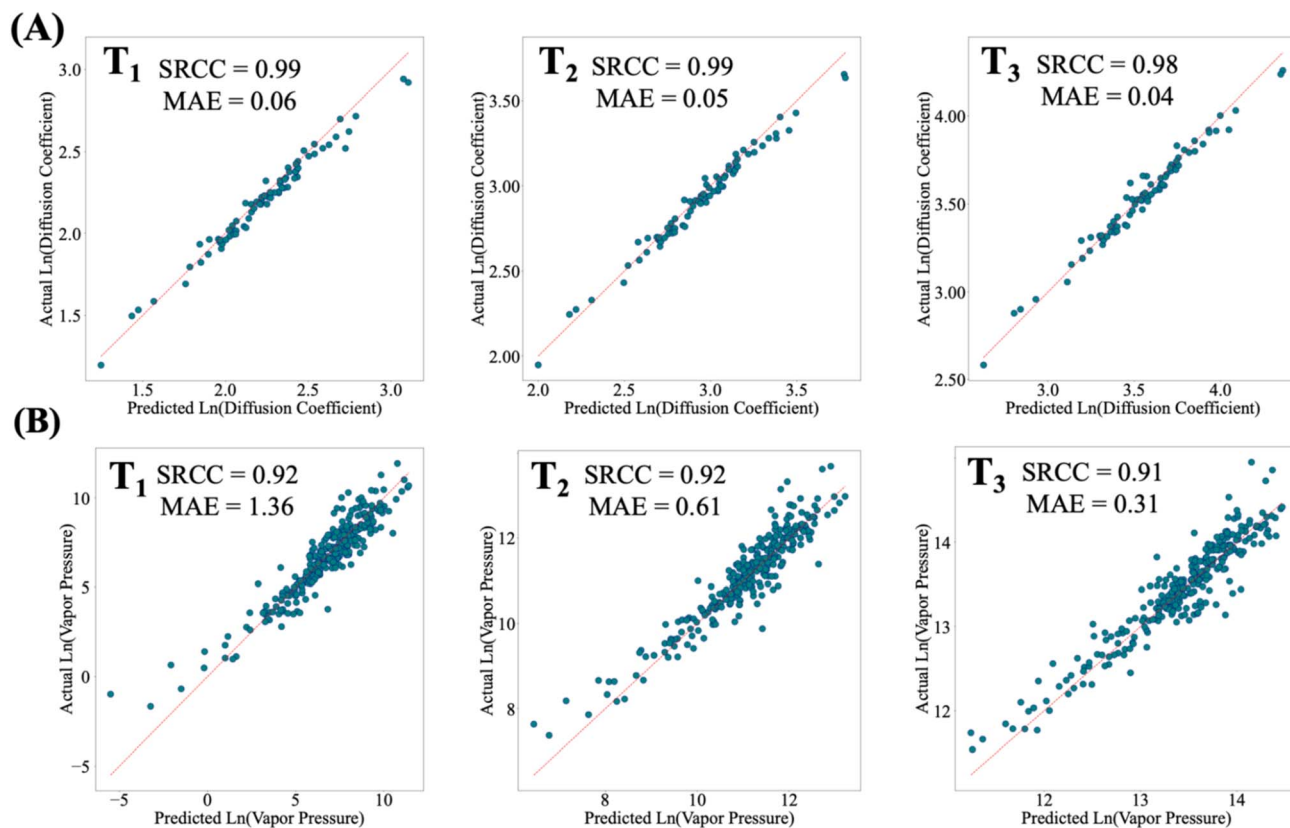 (A)
T1
SRCC = 0.99
MAE = 0.06
Actual Ln(Diffusion Coefficient)
3.0
2.5
2.0
1.5
1.5
2.0
2.5
3.0
Predicted Ln(Diffusion Coefficient)
T2
SRCC = 0.99
MAE = 0.05
Actual Ln(Diffusion Coefficient)
3.50
3.00
2.50
2.00
2.0
2.5
3.0
3.5
Predicted Ln(Diffusion Coefficient)
T3
SRCC = 0.98
MAE = 0.04
Actual Ln(Diffusion Coefficient)
4.00
3.50
3.00
2.50
3.0
3.5
4.0
Predicted Ln(Diffusion Coefficient)
(B)
T1
SRCC = 0.92
MAE = 1.36
Actual Ln(Vapor Pressure)
10
5
0
−5
−5
0
5
10
Predicted Ln(Vapor Pressure)
T2
SRCC = 0.92
MAE = 0.61
Actual Ln(Vapor Pressure)
12
10
8
8
10
12
Predicted Ln(Vapor Pressure)
T3
SRCC = 0.91
MAE = 0.31
Actual Ln(Vapor Pressure)
14
13
12
12
13
14
Predicted Ln(Vapor Pressure)